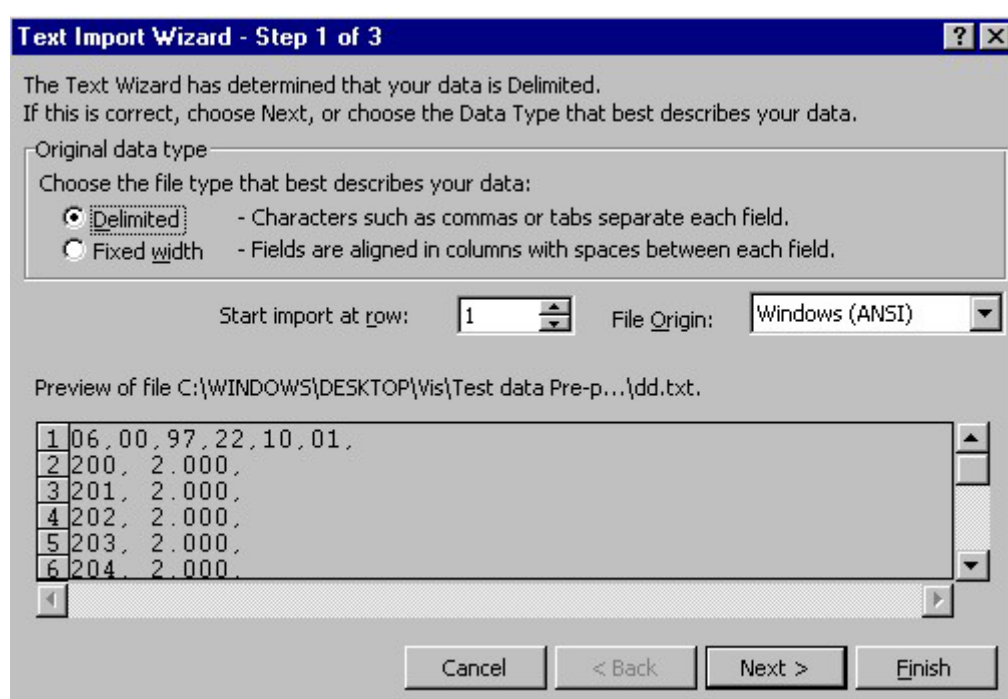 Text Import Wizard - Step 1 of 3
The Text Wizard has determined that your data is Delimited.
If this is correct, choose Next, or choose the Data Type that best describes your data.
Original data type
Choose the file type that best describes your data:
Delimited - Characters such as commas or tabs separate each field.
Fixed width - Fields are aligned in columns with spaces between each field.
Start import at row: 1 File Origin: Windows (ANSI)
Preview of file C:\WINDOWS\DESKTOP\Vis\Test data Pre-p...\dd.txt.
1 06,00,97,22,10,01,
2 200, 2.000,
3 201, 2.000,
4 202, 2.000,
5 203, 2.000,
6 204, 2.000,
Cancel < Back Next > Finish